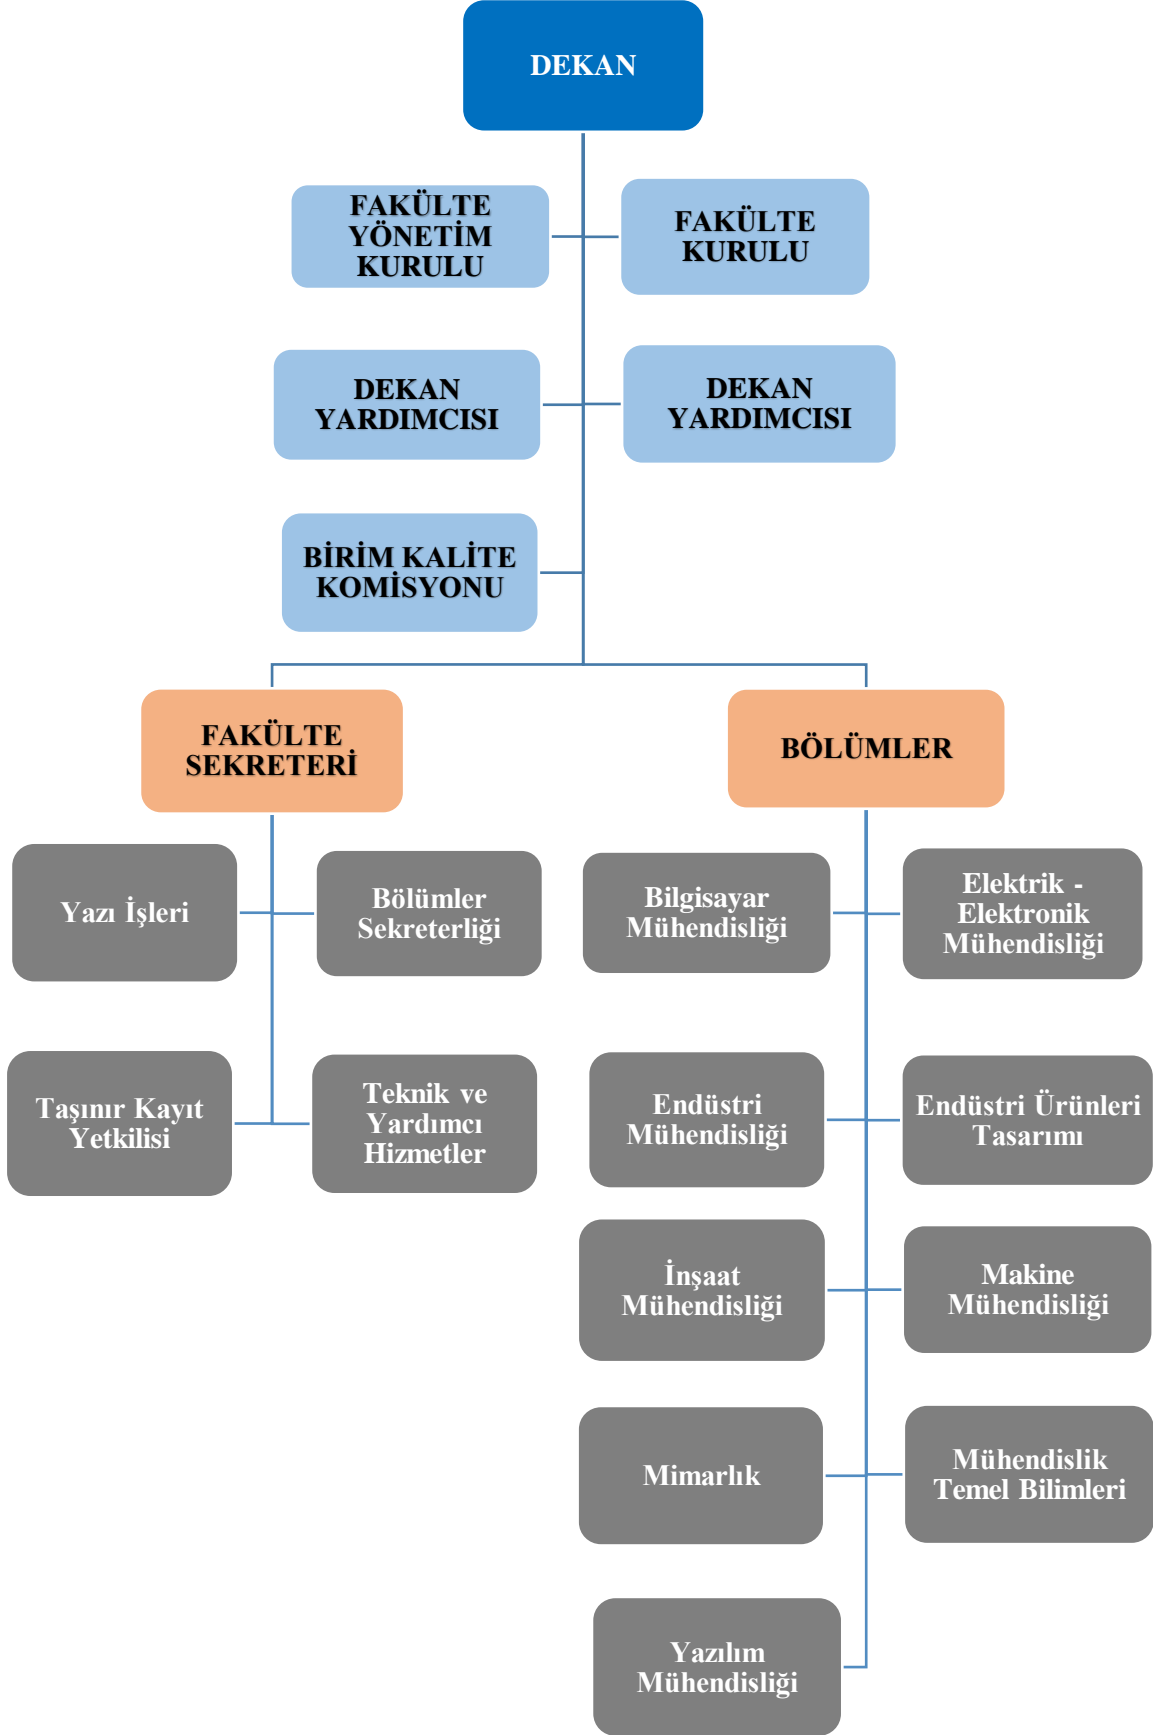 DEKAN
FAKÜLTE
YÖNETİM
KURULU
FAKÜLTE
KURULU
DEKAN
YARDIMCISI
DEKAN
YARDIMCISI
BİRİM KALİTE
KOMİSYONU
FAKÜLTE
SEKRETERİ
BÖLÜMLER
Yazı İşleri
Bölümler
Sekreterliği
Taşınır Kayıt
Yetkilisi
Teknik ve
Yardımcı
Hizmetler
Bilgisayar
Mühendisliği
Elektrik -
Elektronik
Mühendisliği
Endüstri
Mühendisliği
Endüstri Ürünleri
Tasarımı
İnşaat
Mühendisliği
Makine
Mühendisliği
Mimarlık
Mühendislik
Temel Bilimleri
Yazılım
Mühendisliği